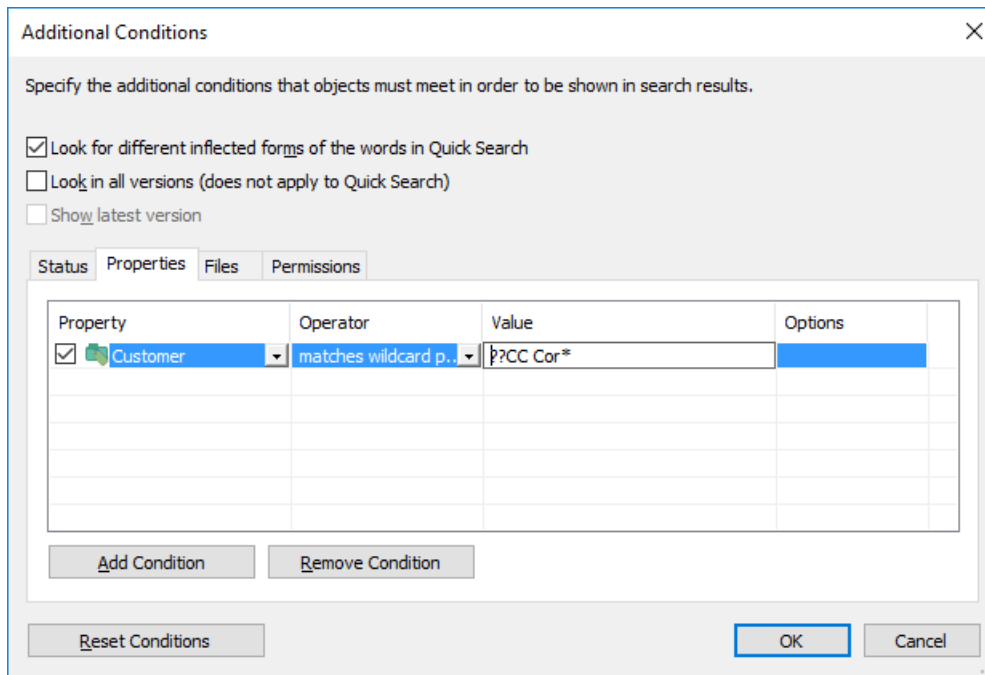 Additional Conditions
Specify the additional conditions that objects must meet in order to be shown in search results.
Look for different inflected forms of the words in Quick Search
Look in all versions (does not apply to Quick Search)
Show latest version
Status Properties Files Permissions
Property Operator Value Options
Customer matches wildcard p... ??CC Cor*
Add Condition Remove Condition
Reset Conditions OK Cancel